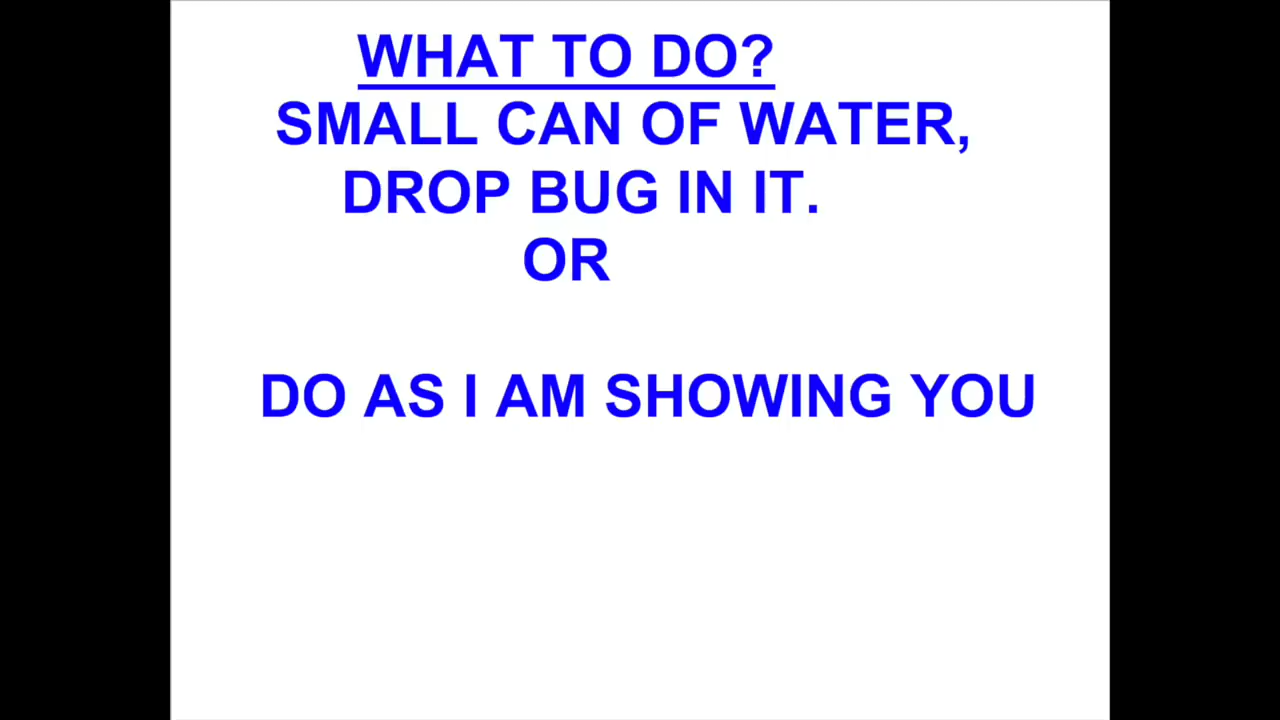 WHAT TO DO?
SMALL CAN OF WATER,
DROP BUG IN IT.
OR
DO AS I AM SHOWING YOU